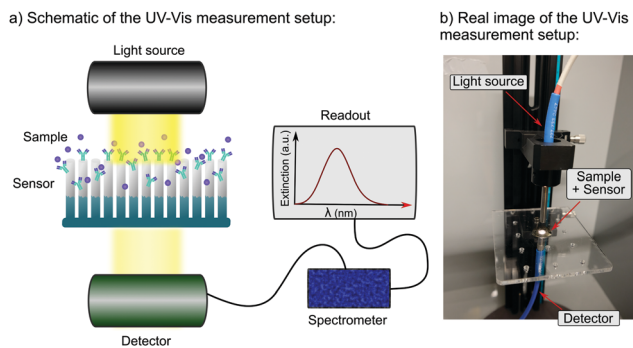 a) Schematic of the UV-Vis measurement setup:
Light source
Sample
Sensor
Detector
Readout
Extinction (a.u.)
λ (nm)
Spectrometer
b) Real image of the UV-Vis
measurement setup:
Light source
Sample
+ Sensor
Detector